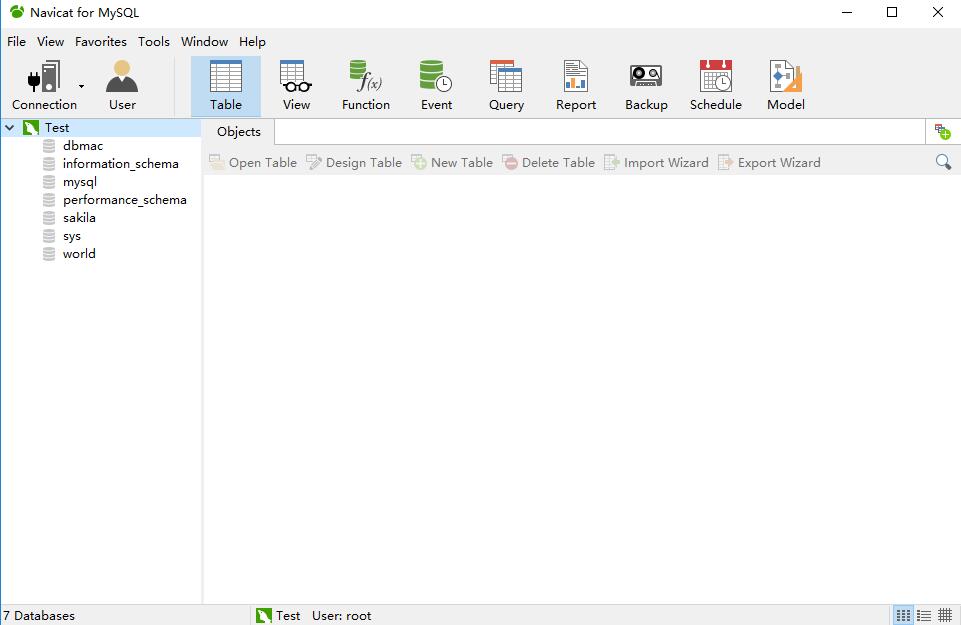 Navicat for MySQL
File View Favorites Tools Window Help
Connection User Table View Function Event Query Report Backup Schedule Model
f(x)
Test
Objects
dbmac
information_schema
mysql
performance_schema
sakila
sys
world
Open Table Design Table New Table Delete Table Import Wizard Export Wizard
7 Databases Test User: root